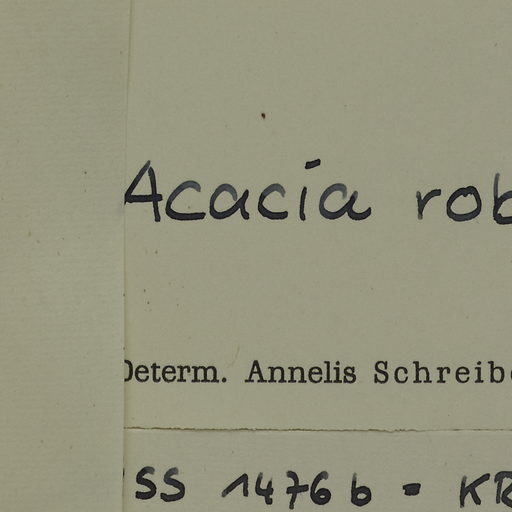 Acacia rob
Determ. Annelis Schreibe
SS 1476 b = KR